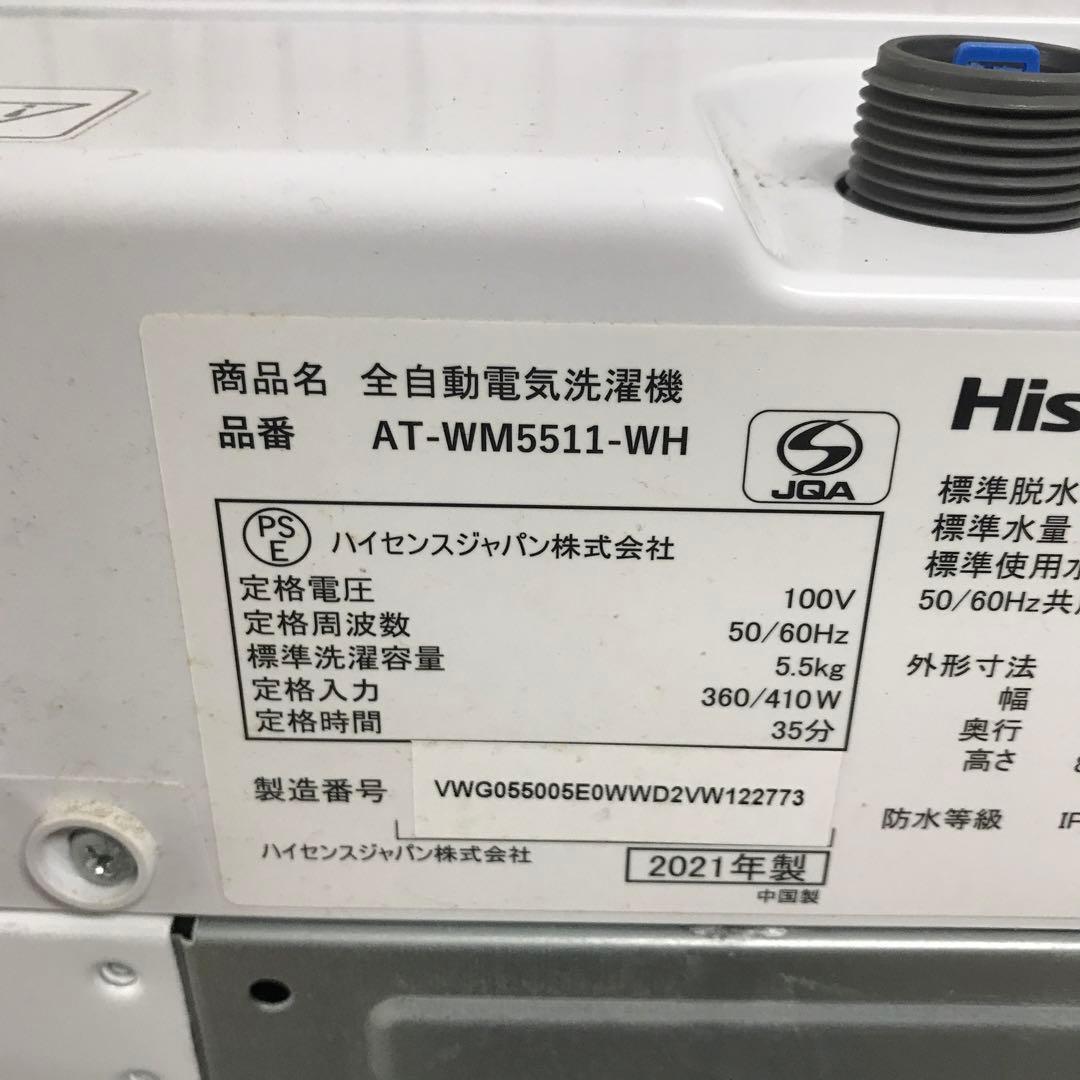 商品名 全自動電気洗濯機
品番 AT-WM5511-WH
JQA
PS
E
ハイセンスジャパン株式会社
定格電圧 100V
定格周波数 50/60Hz
標準洗濯容量 5.5kg
定格入力 360/410W
定格時間 35分
製造番号 VWG055005E0WWD2VW122773
ハイセンスジャパン株式会社
2021年製
中国製
His
標準脱水
標準水量
標準使用水
50/60Hz共
外形寸法
幅
奥行
高さ
防水等級 IP